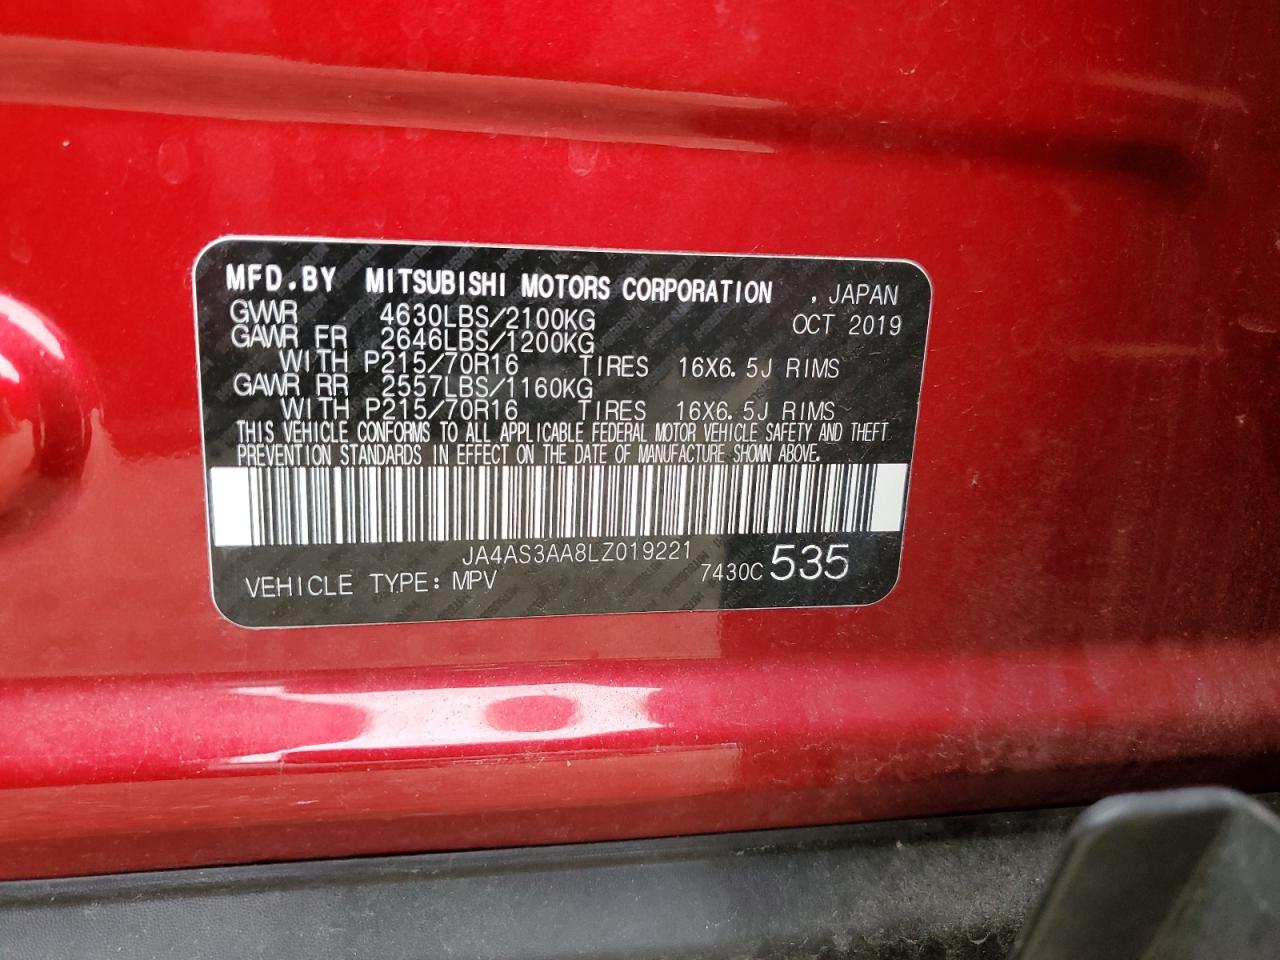 MFD.BY MITSUBISHI MOTORS CORPORATION , JAPAN
GVWR 4630LBS/2100KG OCT 2019
GAWR FR 2646LBS/1200KG
WITH P215/70R16 TIRES 16X6.5J RIMS
GAWR RR 2557LBS/1160KG
WITH P215/70R16 TIRES 16X6.5J RIMS
THIS VEHICLE CONFORMS TO ALL APPLICABLE FEDERAL MOTOR VEHICLE SAFETY AND THEFT
PREVENTION STANDARDS IN EFFECT ON THE DATE OF MANUFACTURE SHOWN ABOVE.
JA4AS3AA8LZ019221
VEHICLE TYPE: MPV 7430C 535